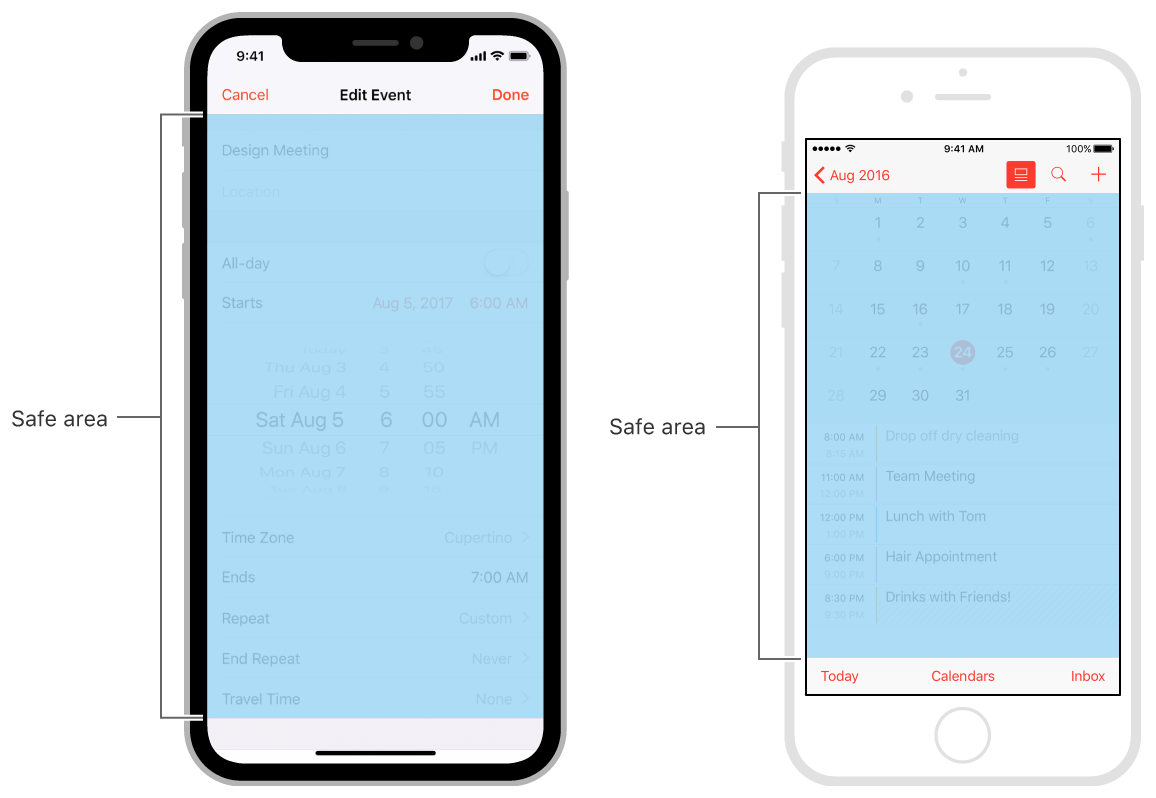 9:41
Cancel Edit Event Done
Design Meeting
Location
All-day
Starts Aug 5, 2017 6:00 AM
Thu Aug 3 4 50
Fri Aug 4 5 55
Sat Aug 5 6 00 AM
Sun Aug 6 7 05 PM
Mon Aug 7 8 10
Time Zone Cupertino
Ends 7:00 AM
Repeat Custom
End Repeat Never
Travel Time None
Safe area
9:41 AM 100%
Aug 2016
M T W T F
1 2 3 4 5 6
7 8 9 10 11 12 13
14 15 16 17 18 19 20
21 22 23 24 25 26 27
28 29 30 31
8:00 AM Drop off dry cleaning
8:15 AM
11:00 AM Team Meeting
12:00 PM
12:00 PM Lunch with Tom
1:00 PM
6:00 PM Hair Appointment
9:00 PM
8:30 PM Drinks with Friends!
9:30 PM
Today Calendars Inbox
Safe area